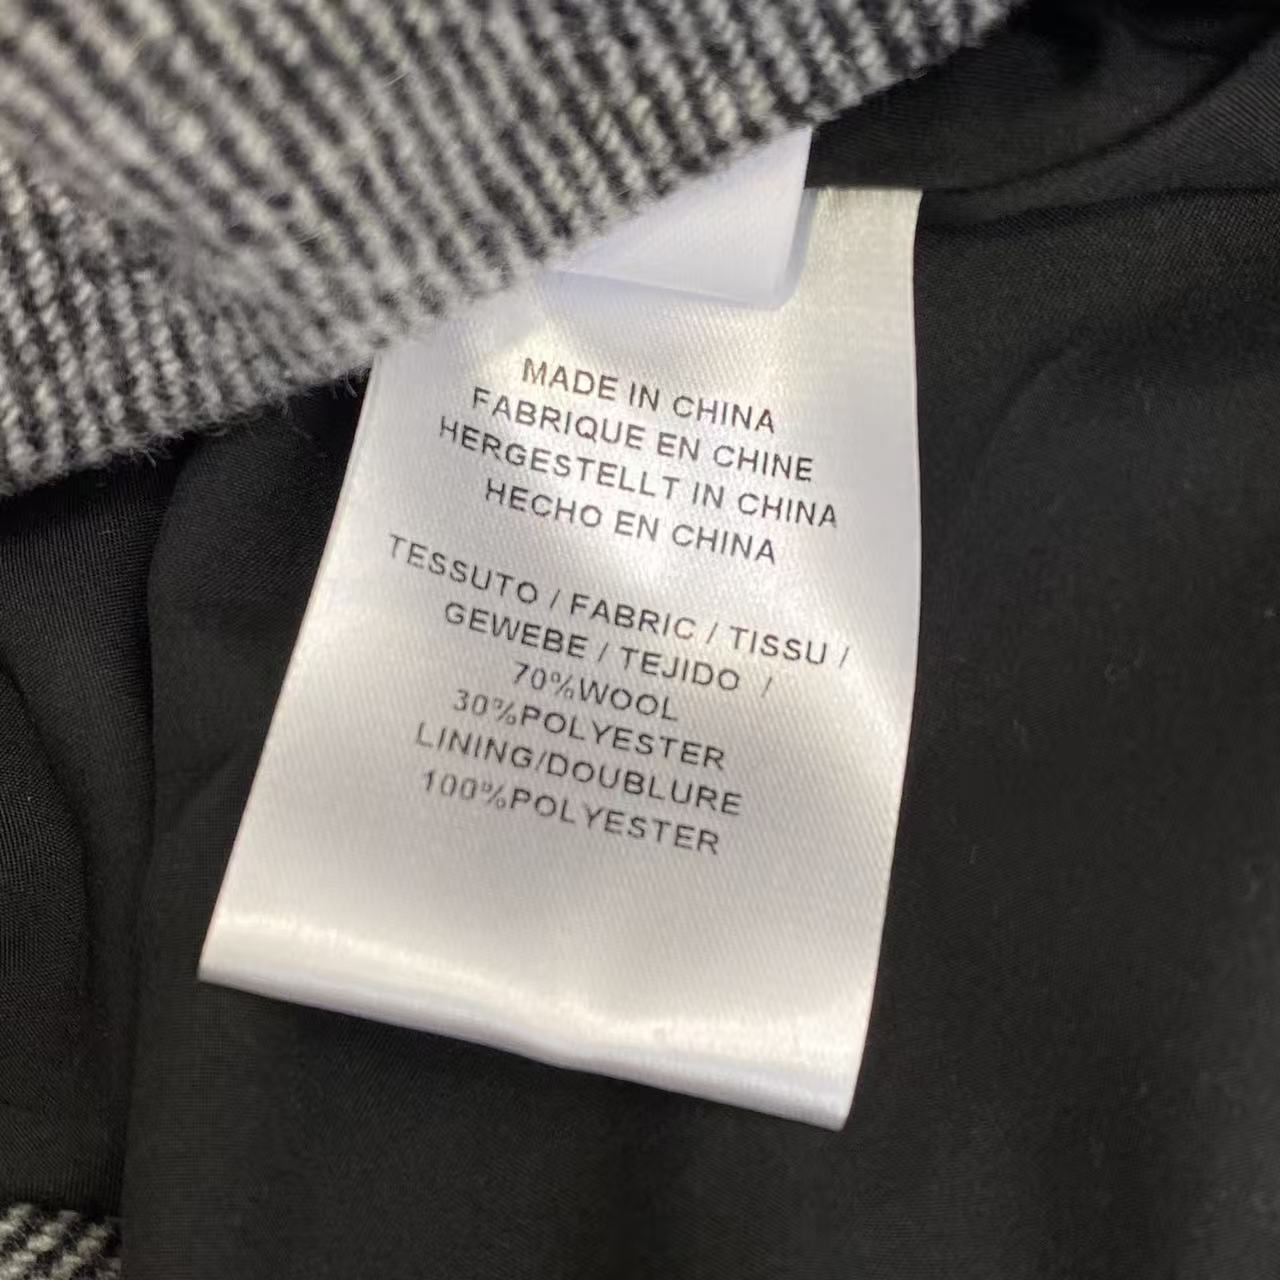 MADE IN CHINA
FABRIQUE EN CHINE
HERGESTELLT IN CHINA
HECHO EN CHINA
TESSUTO / FABRIC / TISSU /
GEWEBE / TEJIDO /
70%WOOL
30%POLYESTER
LINING/DOUBLURE
100%POLYESTER